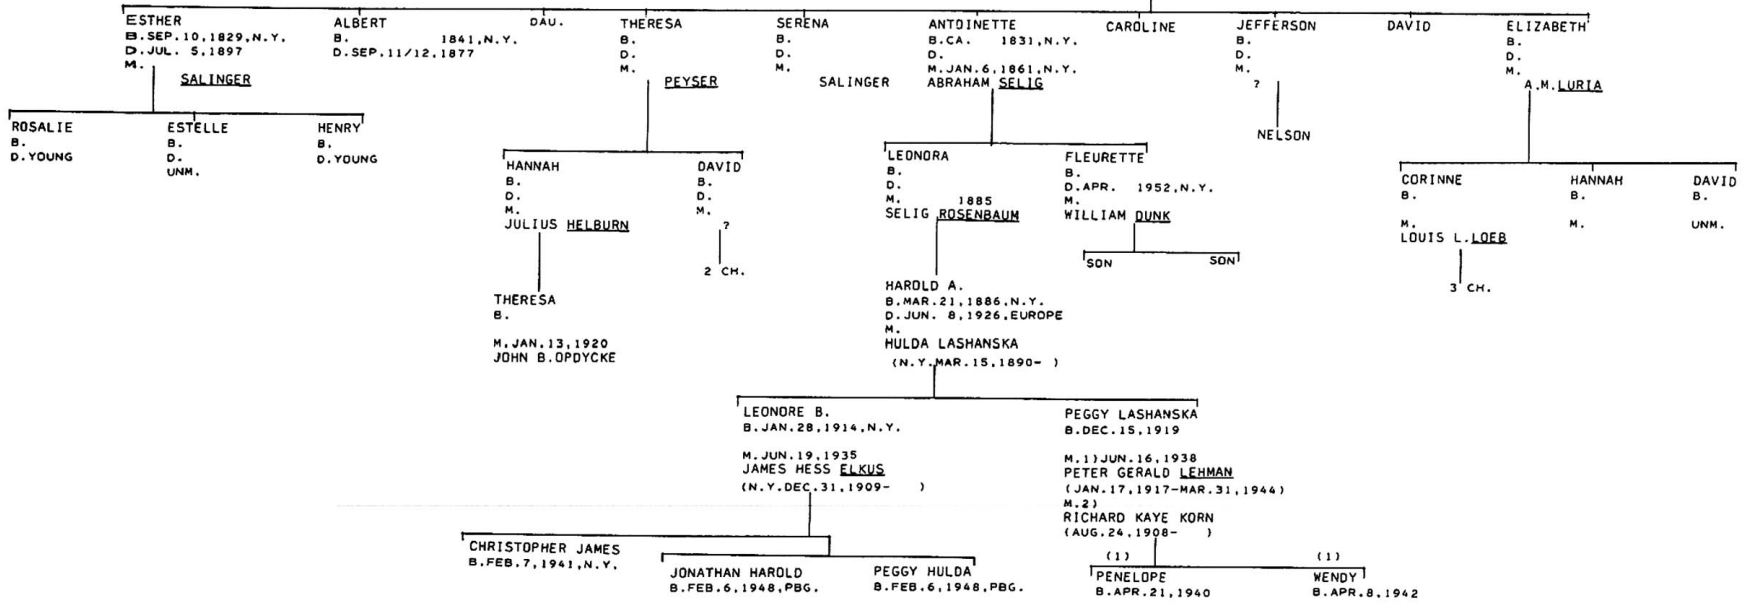 ESTHER
B.SEP.10,1829,N.Y.
D.JUL. 5,1897
M.
SALINGER
ALBERT
B. 1841,N.Y.
D.SEP.11/12,1877
DAU.
THERESA
B.
D.
M.
PEYSER
SERENA
B.
D.
M.
SALINGER
ANTOINETTE
B.CA. 1831,N.Y.
D.
M.JAN.6,1861,N.Y.
ABRAHAM SELIG
CAROLINE
JEFFERSON
B.
D.
M.
?
DAVID
ELIZABETH
B.
D.
M.
A.M.LURIA
ROSALIE
B.
D.YOUNG
ESTELLE
B.
D.
UNM.
HENRY
B.
D.YOUNG
HANNAH
B.
D.
M.
JULIUS HELBURN
DAVID
B.
D.
M.
?
2 CH.
LEONORA
B.
D.
M. 1885
SELIG ROSENBAUM
FLEURETTE
B.
D.APR. 1952,N.Y.
M.
WILLIAM DUNK
SON
SON
NELSON
CORINNE
B.
M.
LOUIS L.LOEB
3 CH.
HANNAH
B.
M.
DAVID
B.
UNM.
THERESA
B.
M.JAN.13,1920
JOHN B.OPDYCKE
HAROLD A.
B.MAR.21,1886,N.Y.
D.JUN. 8,1926,EUROPE
M.
HULDA LASHANSKA
(N.Y.MAR.15,1890- )
LEONORE B.
B.JAN.28,1914,N.Y.
M.JUN.19,1935
JAMES HESS ELKUS
(N.Y.DEC.31,1909- )
PEGGY LASHANSKA
B.DEC.15,1919
M.1)JUN.16,1938
PETER GERALD LEHMAN
(JAN.17,1917-MAR.31,1944)
M.2)
RICHARD KAYE KORN
(AUG.24,1908- )
CHRISTOPHER JAMES
B.FEB.7,1941,N.Y.
JONATHAN HAROLD
B.FEB.6,1948,PBG.
PEGGY HULDA
B.FEB.6,1948,PBG.
(1)
PENELOPE
B.APR.21,1940
(1)
WENDY
B.APR.8,1942